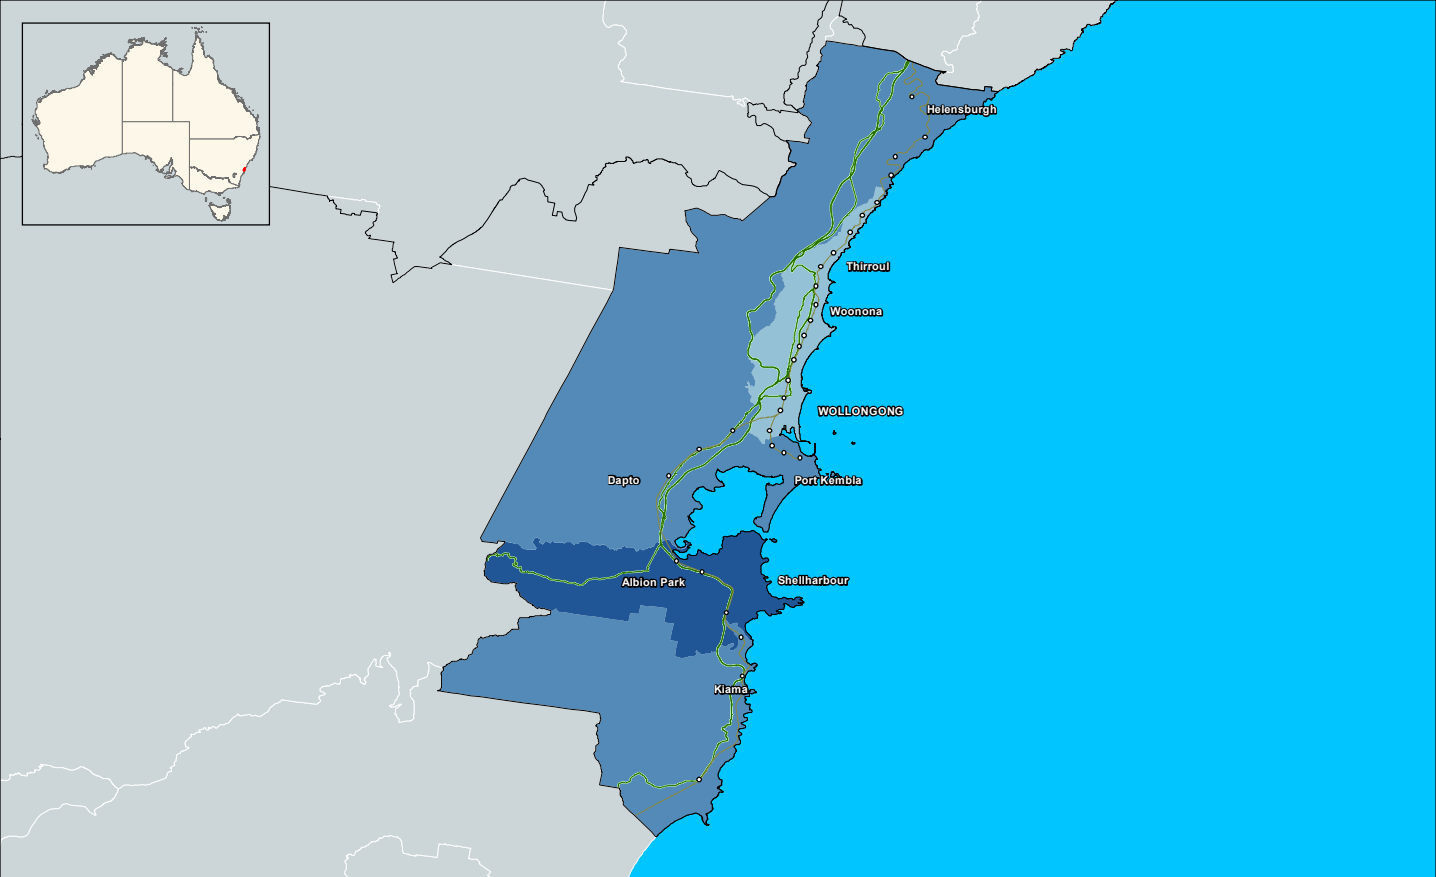 Helensburgh
Thirroul
Woonona
WOLLONGONG
Dapto
Port Kembla
Albion Park
Shellharbour
Kiama